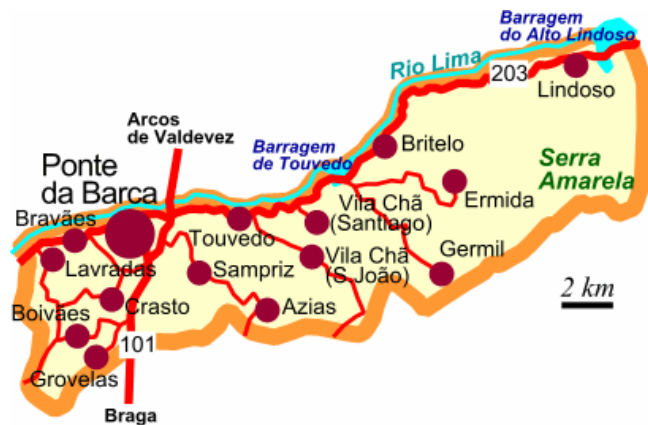 Barragem
do Alto Lindoso
Rio Lima
203
Lindoso
Arcos
de Valdevez
Barragem
de Touvedo
Britelo
Serra
Amarela
Ponte
da Barca
Ermida
Bravães
Vila Chã
(Santiago)
Touvedo
Lavradas
Sampriz
Vila Chã
(S.João)
Germil
2 km
Crasto
Azias
Boivães
101
Grovelas
Braga